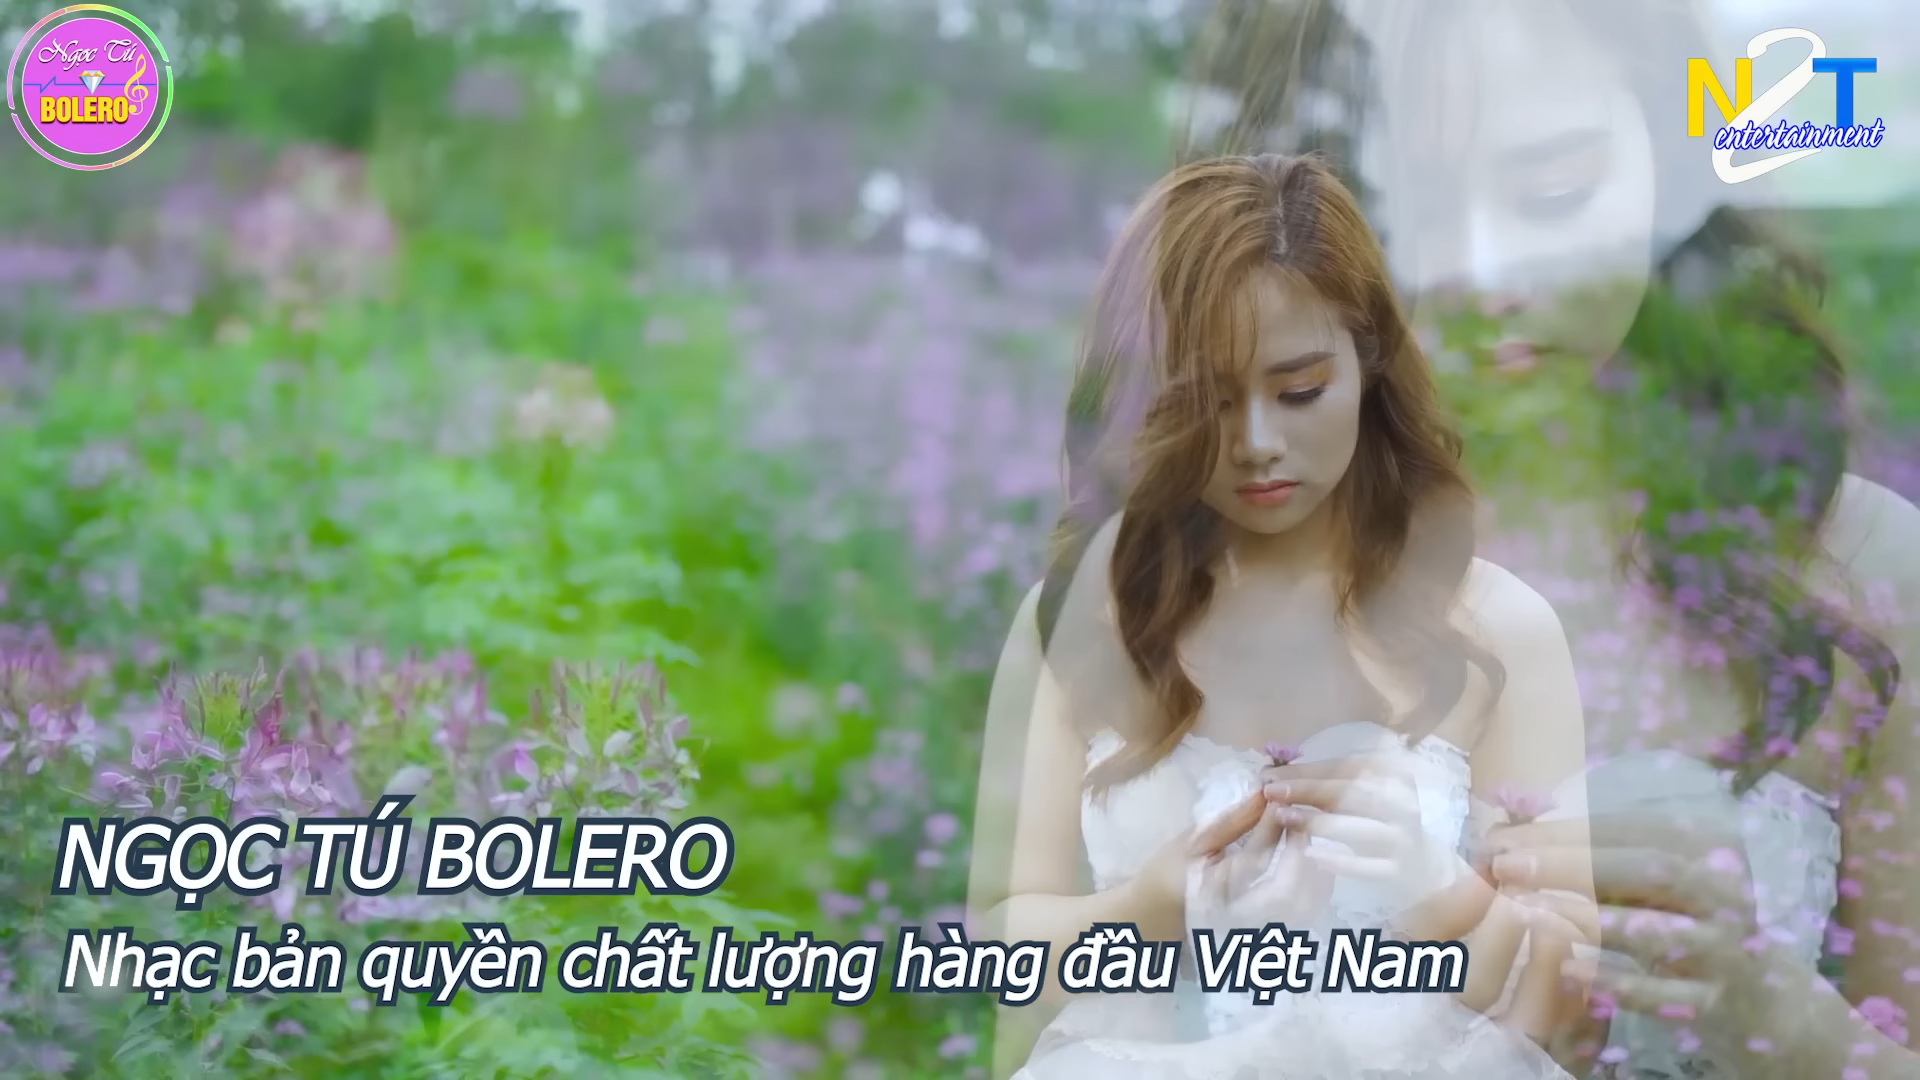 Ngọc Tú
BOLERO
N2T
entertainment
NGỌC TÚ BOLERO
Nhạc bản quyền chất lượng hàng đầu Việt Nam